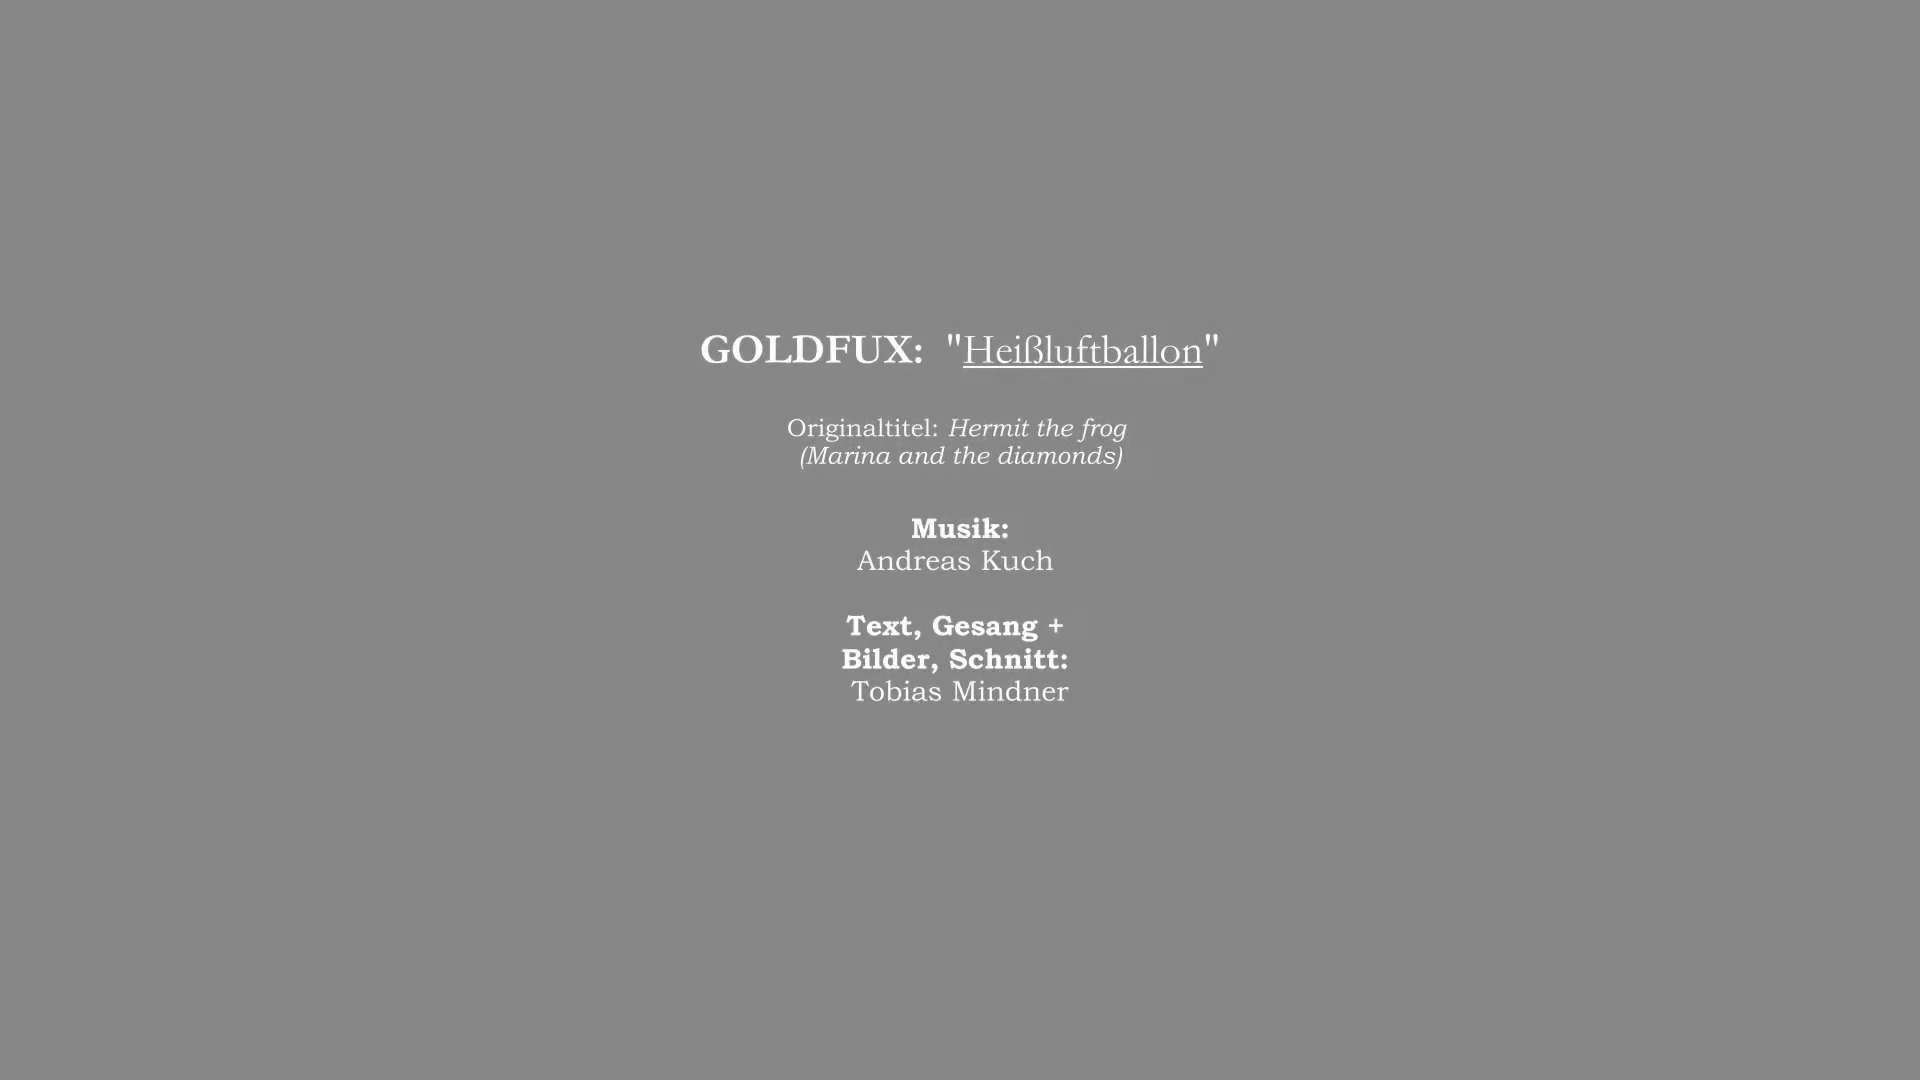 GOLDFUX: "Heißluftballon"
Originaltitel: Hermit the frog
(Marina and the diamonds)
Musik:
Andreas Kuch
Text, Gesang +
Bilder, Schnitt:
Tobias Mindner